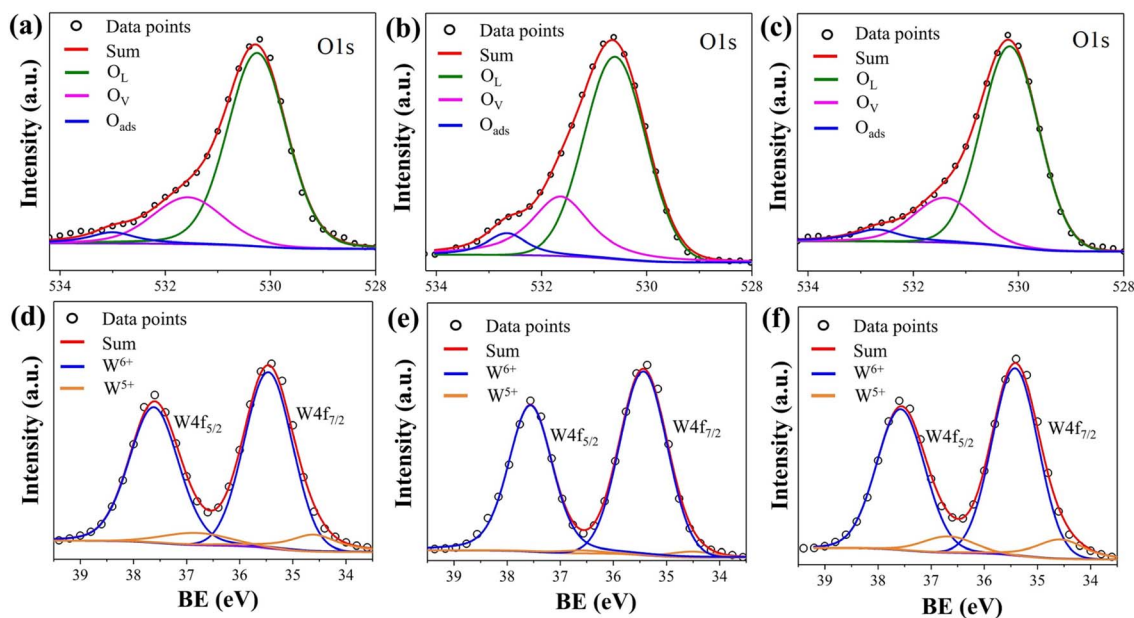 (a)
Data points
Sum
O_L
O_V
O_ads
O1s
Intensity (a.u.)
534 532 530 528
(b)
Data points
Sum
O_L
O_V
O_ads
O1s
Intensity (a.u.)
534 532 530 528
(c)
Data points
Sum
O_L
O_V
O_ads
O1s
Intensity (a.u.)
534 532 530 528
(d)
Data points
Sum
W⁶⁺
W⁵⁺
W4f₅/₂
W4f₇/₂
Intensity (a.u.)
39 38 37 36 35 34
BE (eV)
(e)
Data points
Sum
W⁶⁺
W⁵⁺
W4f₅/₂
W4f₇/₂
Intensity (a.u.)
39 38 37 36 35 34
BE (eV)
(f)
Data points
Sum
W⁶⁺
W⁵⁺
W4f₅/₂
W4f₇/₂
Intensity (a.u.)
39 38 37 36 35 34
BE (eV)